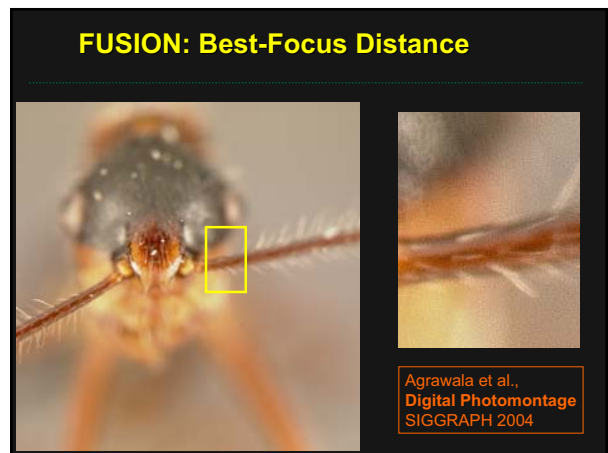 FUSION: Best-Focus Distance
Agrawala et al.,
Digital Photomontage
SIGGRAPH 2004